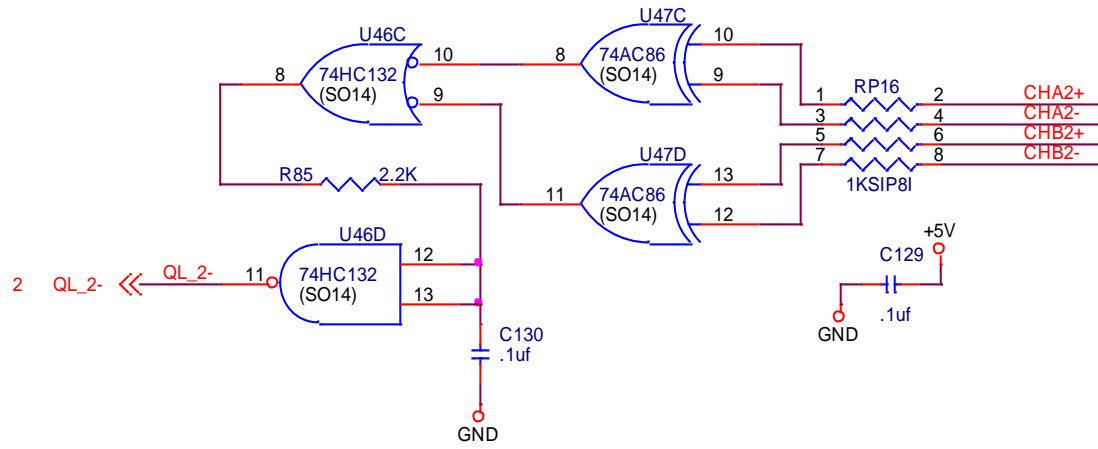 U46C
74HC132
(SO14)
8
10
9
U47C
74AC86
(SO14)
8
10
9
RP16
1 2 CHA2+
3 4 CHA2-
5 6 CHB2+
7 8 CHB2-
1KSIP8I
U47D
74AC86
(SO14)
11
13
12
R85 2.2K
U46D
74HC132
(SO14)
11
12
13
2 QL_2- QL_2-
C130
.1uf
GND
+5V
C129
.1uf
GND